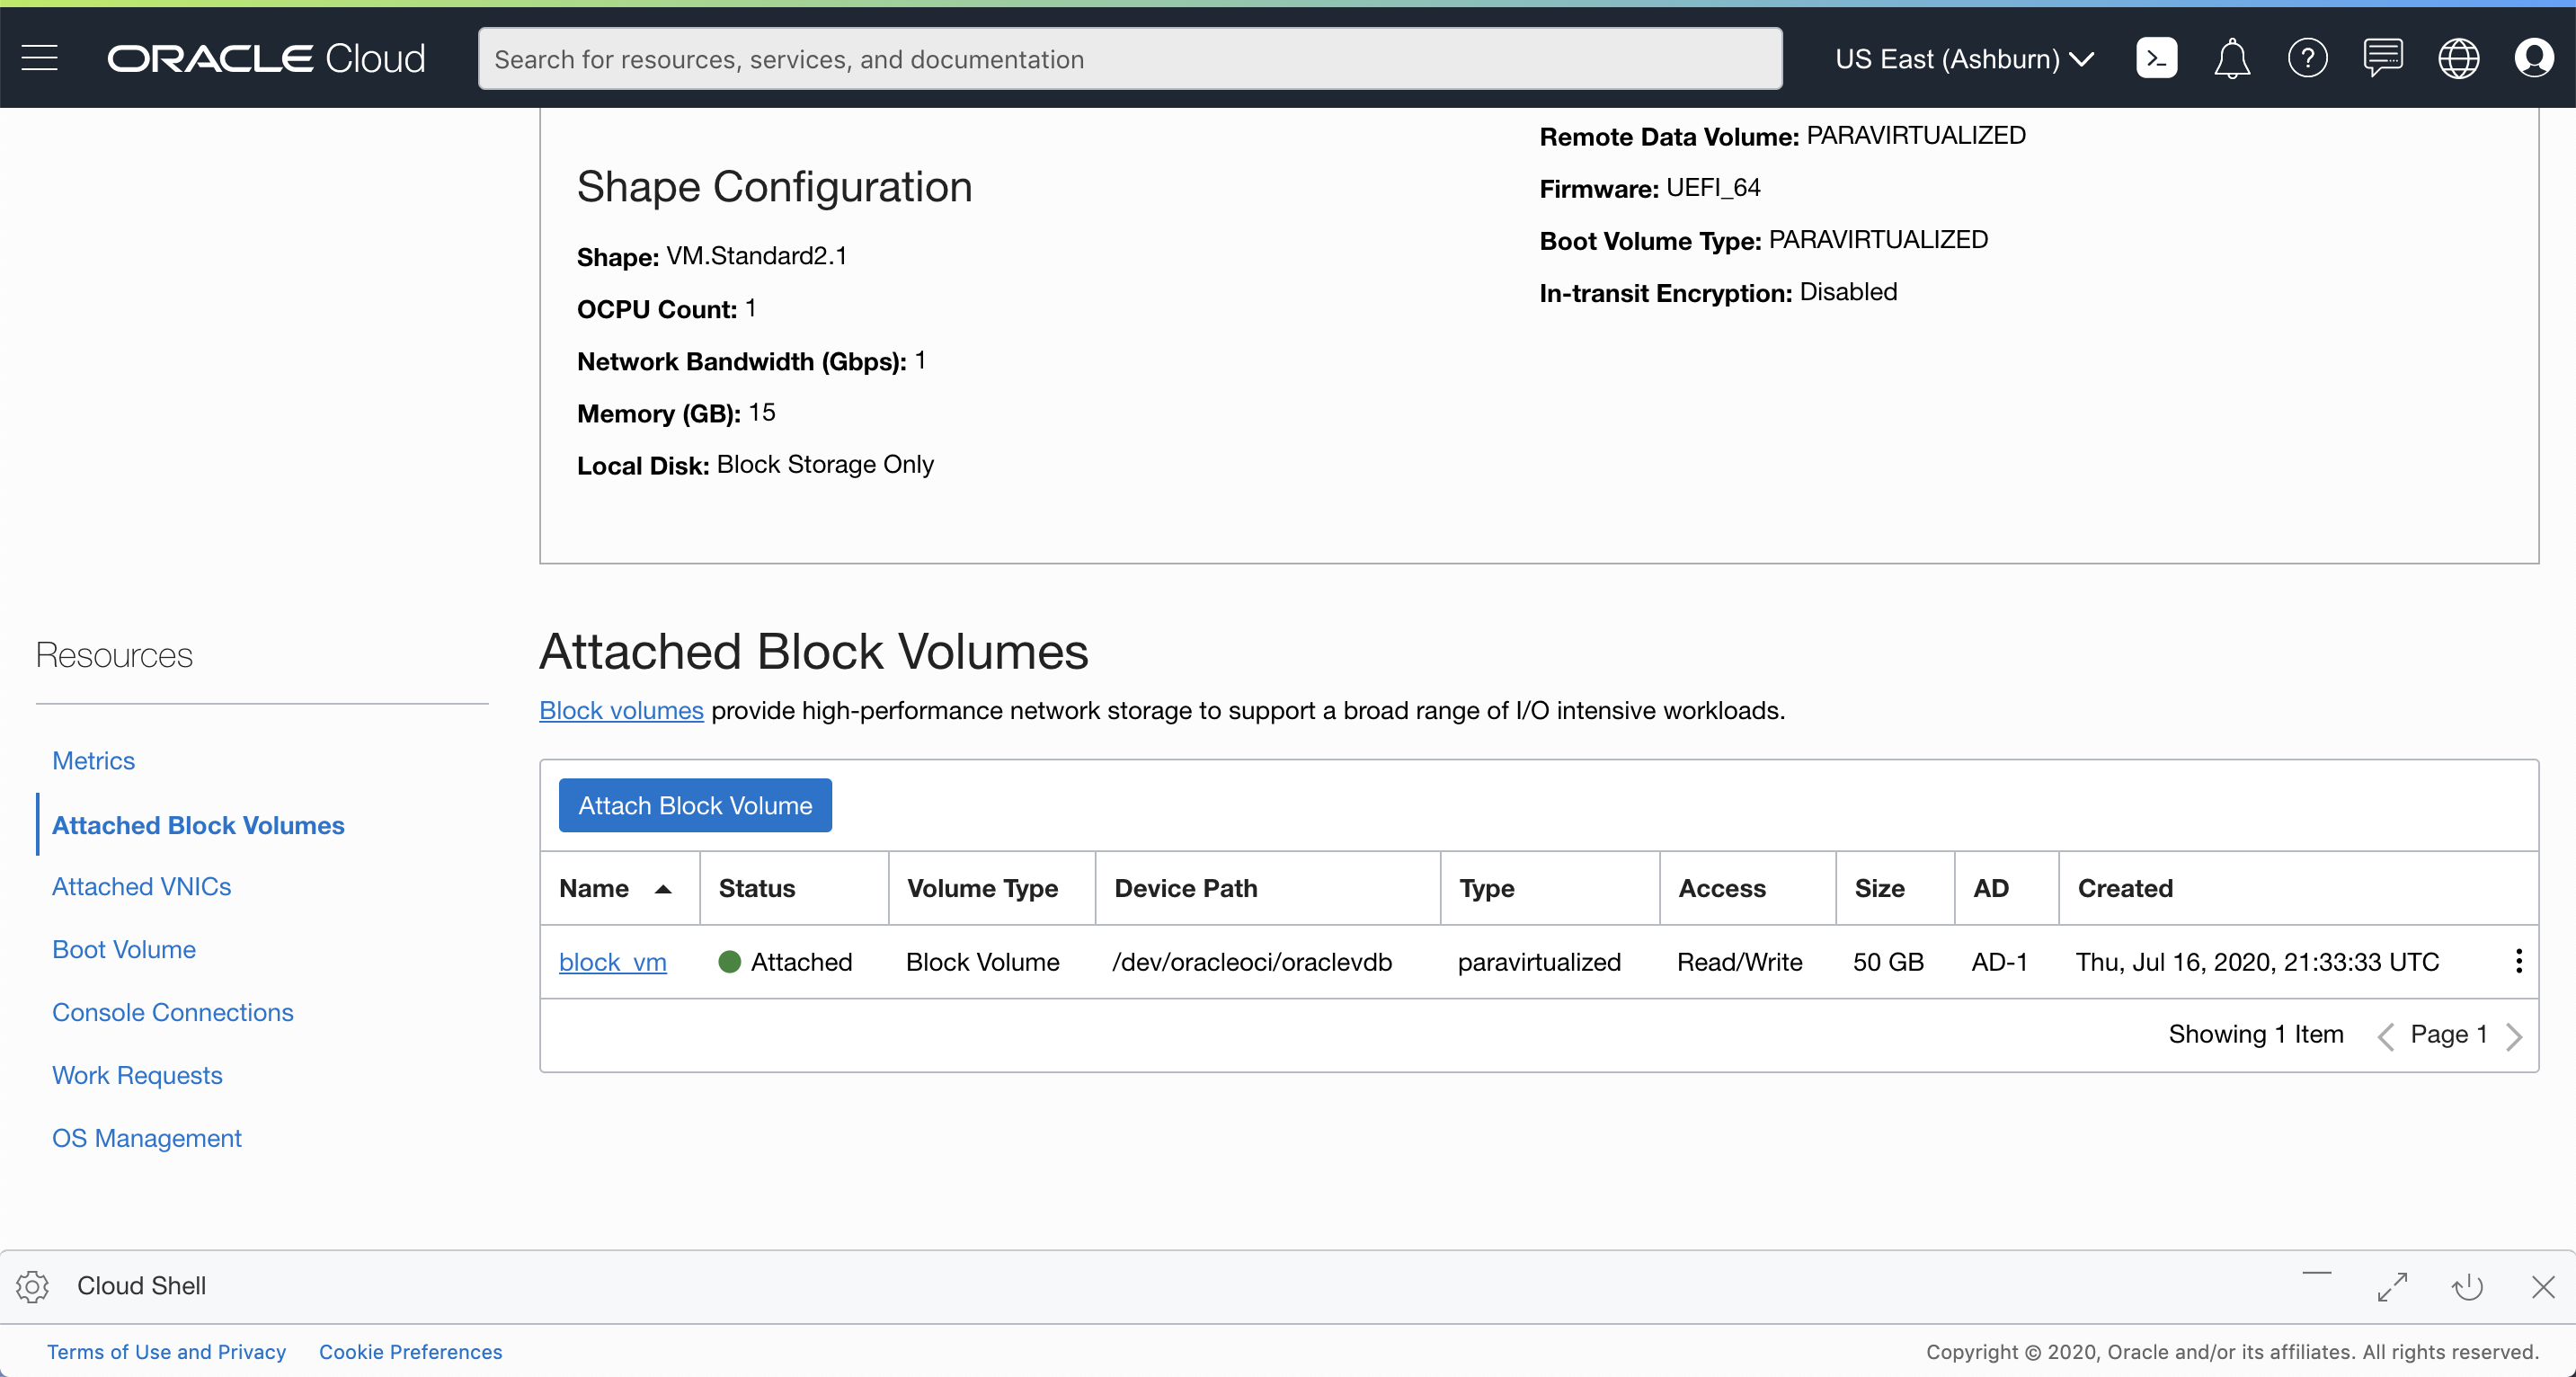 ORACLE Cloud
Search for resources, services, and documentation
US East (Ashburn)
Shape Configuration
Shape: VM.Standard2.1
OCPU Count: 1
Network Bandwidth (Gbps): 1
Memory (GB): 15
Local Disk: Block Storage Only
Remote Data Volume: PARAVIRTUALIZED
Firmware: UEFI_64
Boot Volume Type: PARAVIRTUALIZED
In-transit Encryption: Disabled
Resources
Metrics
Attached Block Volumes
Attached VNICs
Boot Volume
Console Connections
Work Requests
OS Management
Attached Block Volumes
Block volumes provide high-performance network storage to support a broad range of I/O intensive workloads.
Attach Block Volume
Name Status Volume Type Device Path Type Access Size AD Created
block_vm Attached Block Volume /dev/oracleoci/oraclevdb paravirtualized Read/Write 50 GB AD-1 Thu, Jul 16, 2020, 21:33:33 UTC
Showing 1 Item Page 1
Cloud Shell
Terms of Use and Privacy Cookie Preferences
Copyright © 2020, Oracle and/or its affiliates. All rights reserved.